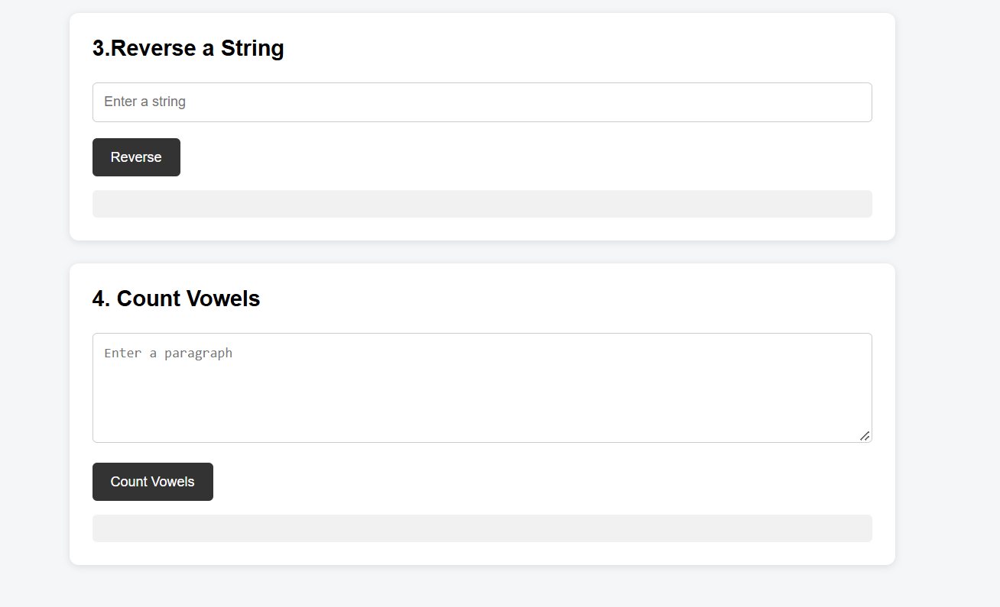 3.Reverse a String
Enter a string
Reverse
4. Count Vowels
Enter a paragraph
Count Vowels